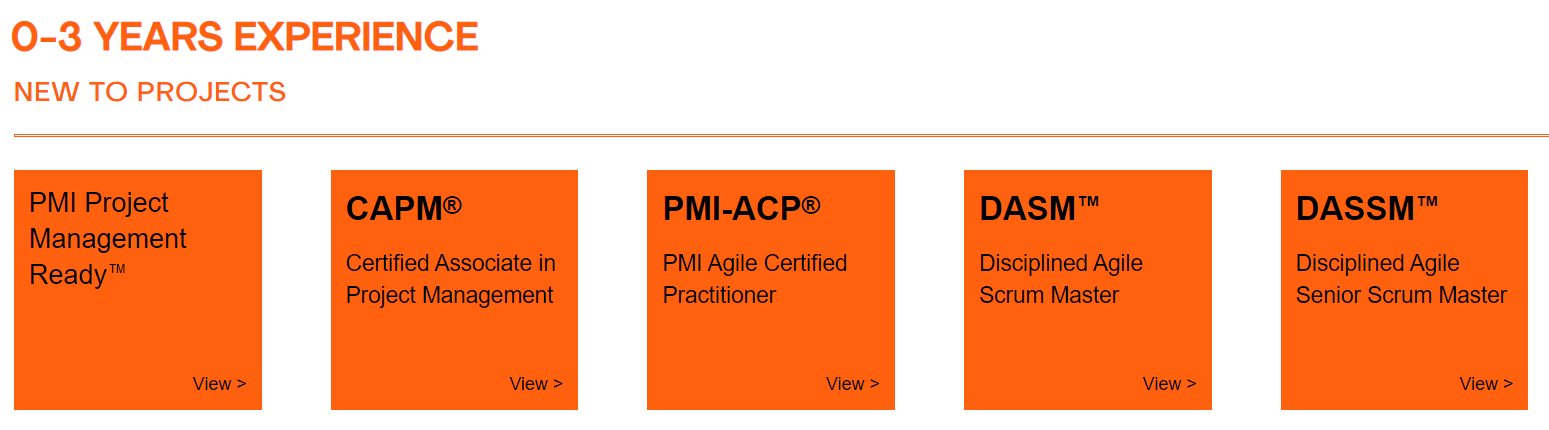 0–3 YEARS EXPERIENCE
NEW TO PROJECTS
PMI Project
Management
Ready™
View >
CAPM®
Certified Associate in
Project Management
View >
PMI-ACP®
PMI Agile Certified
Practitioner
View >
DASM™
Disciplined Agile
Scrum Master
View >
DASSM™
Disciplined Agile
Senior Scrum Master
View >